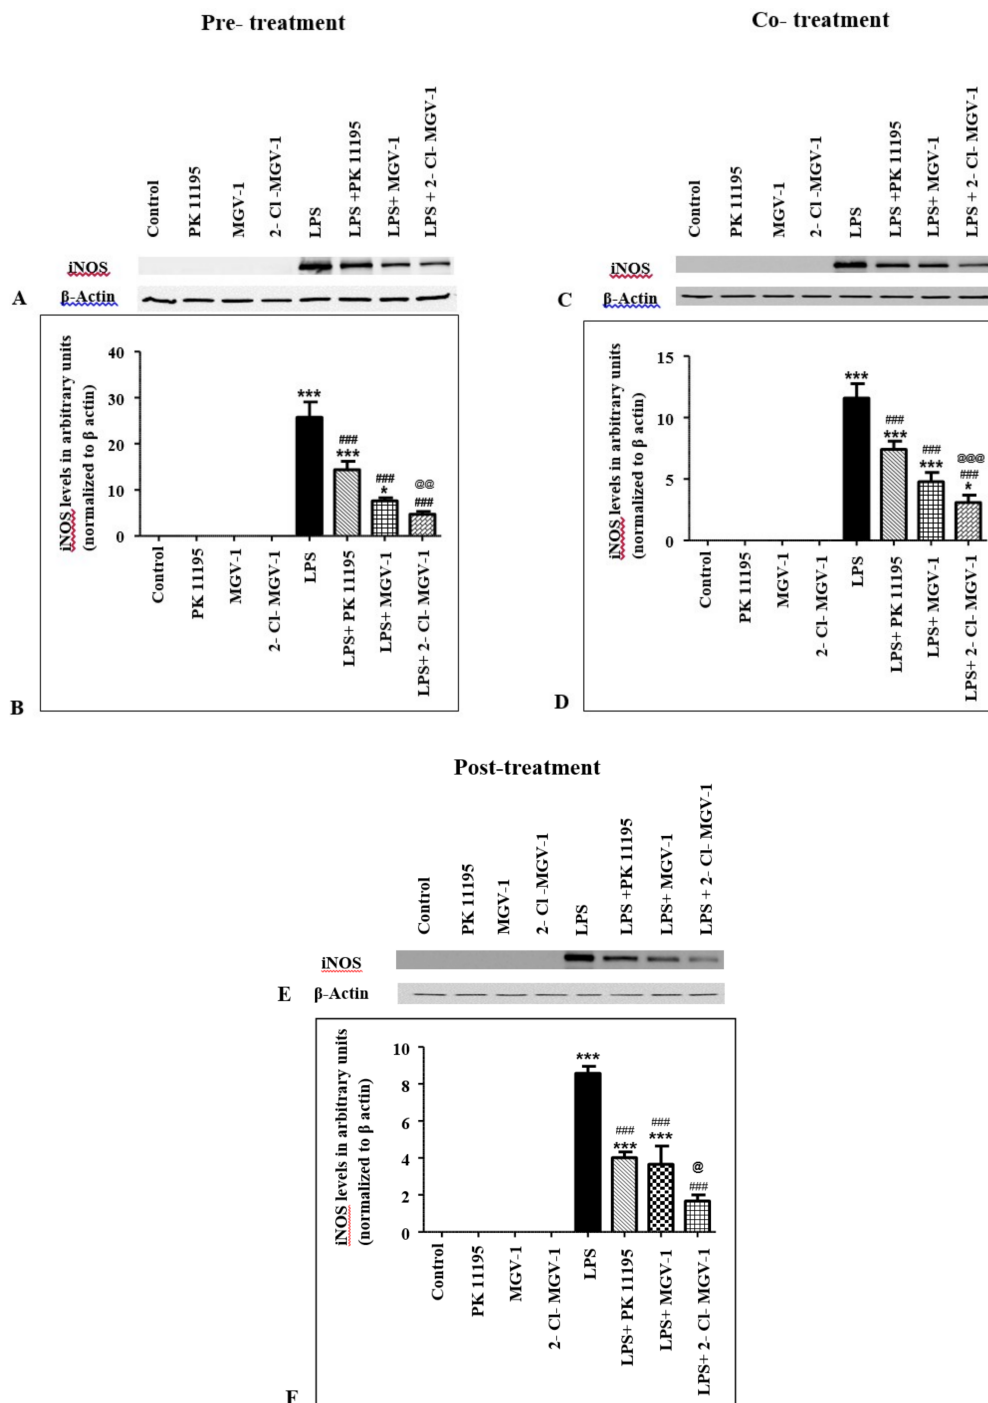 Pre- treatment
Control
PK 11195
MGV-1
2- Cl -MGV-1
LPS
LPS +PK 11195
LPS+ MGV-1
LPS + 2- Cl- MGV-1
iNOS
A
β-Actin
iNOS levels in arbitrary units
(normalized to β actin)
40
30
20
10
0
***
###
***
###
*
@@
###
Control
PK 11195
MGV-1
2- Cl- MGV-1
LPS
LPS+ PK 11195
LPS+ MGV-1
LPS+ 2- Cl- MGV-1
B
Co- treatment
Control
PK 11195
MGV-1
2- Cl -MGV-1
LPS
LPS +PK 11195
LPS+ MGV-1
LPS + 2- Cl- MGV-1
iNOS
C
β-Actin
iNOS levels in arbitrary units
(normalized to β actin)
15
10
5
0
***
###
***
###
***
@@@
###
*
Control
PK 11195
MGV-1
2- Cl- MGV-1
LPS
LPS+ PK 11195
LPS+ MGV-1
LPS+ 2- Cl- MGV-1
D
Post-treatment
Control
PK 11195
MGV-1
2- Cl -MGV-1
LPS
LPS +PK 11195
LPS+ MGV-1
LPS + 2- Cl- MGV-1
iNOS
E
β-Actin
iNOS levels in arbitrary units
(normalized to β actin)
10
8
6
4
2
0
***
###
***
###
***
@
###
Control
PK 11195
MGV-1
2- Cl- MGV-1
LPS
LPS+ PK 11195
LPS+ MGV-1
LPS+ 2- Cl- MGV-1
F